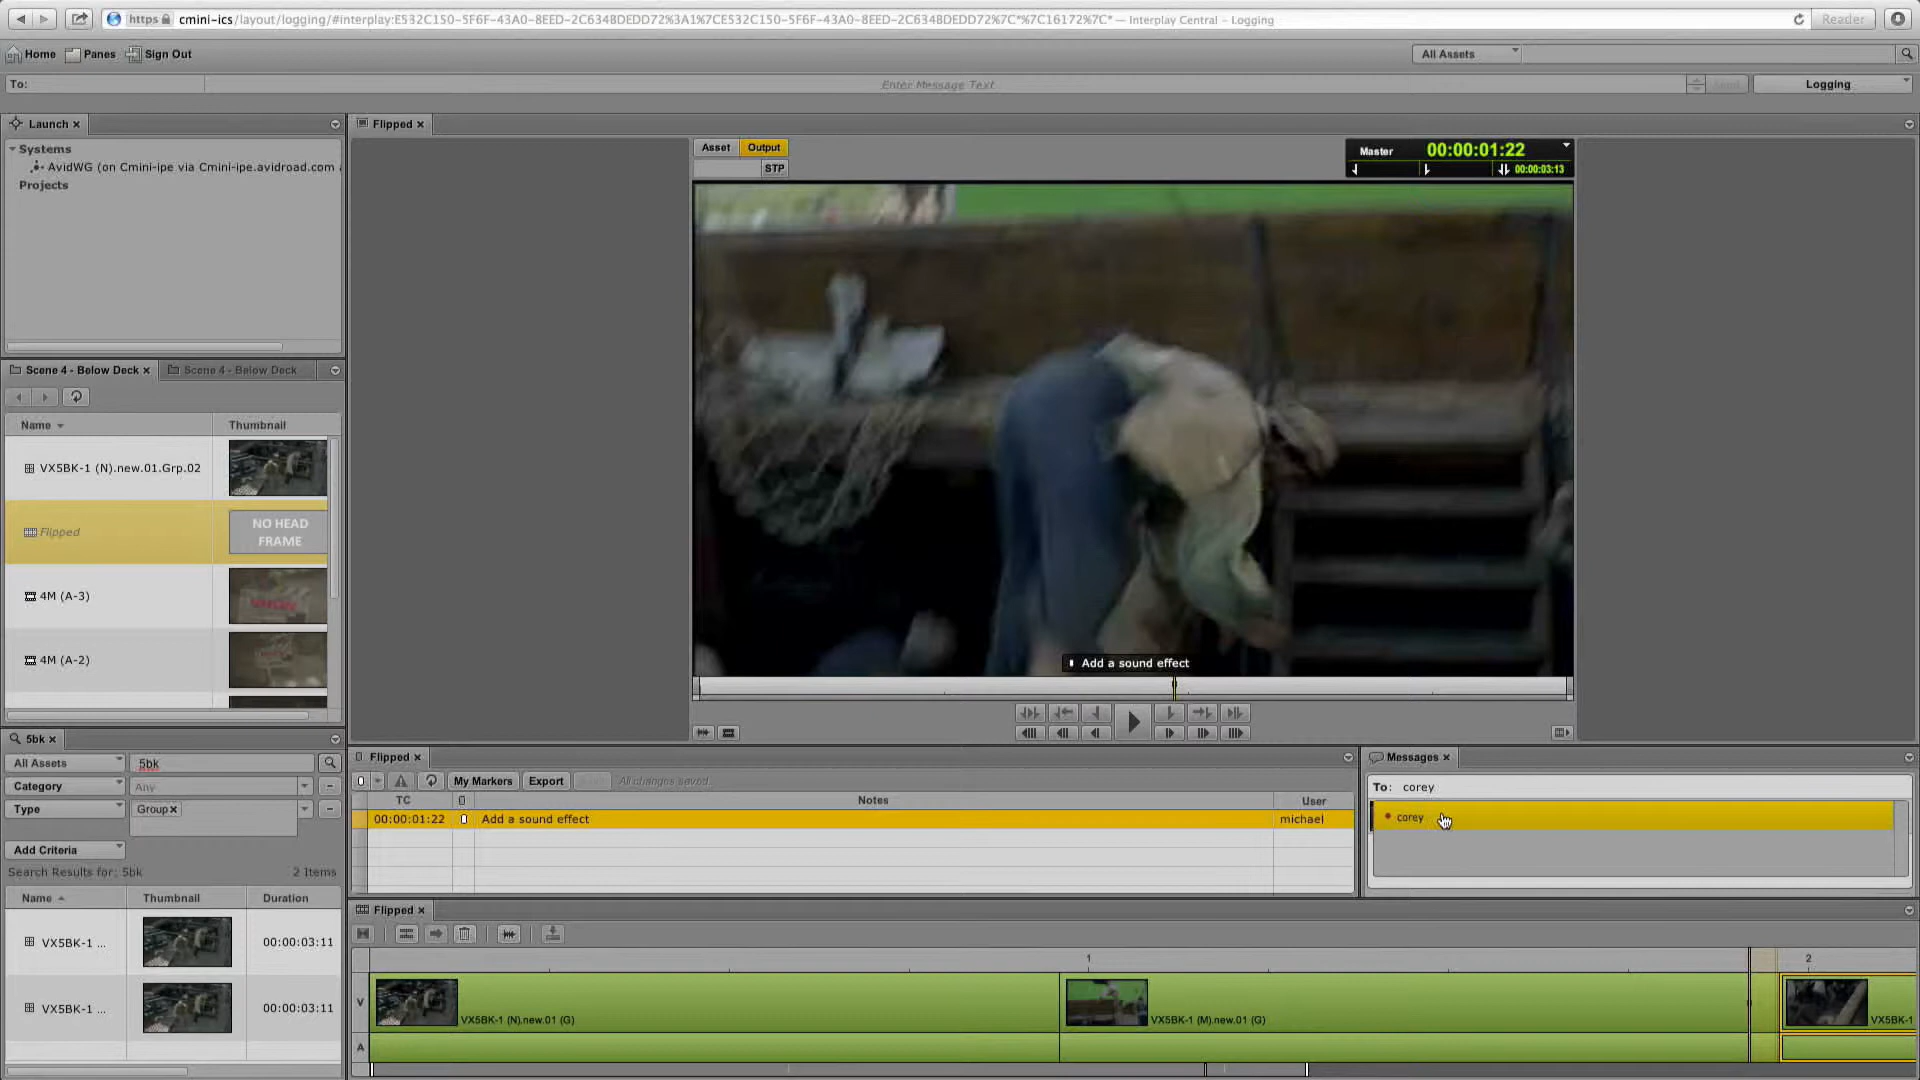 https cmini-ics/layout/logging/#interplay:E532C150-5F6F-43A0-8EED-2C634BDEDD72%3A1%7CE532C150-5F6F-43A0-8EED-2C634BDEDD72%7C*%7C16172%7C* — Interplay Central - Logging
Reader
Home Panes Sign Out
All Assets
To:
Enter Message Text
Send
Logging
Launch
Systems
AvidWG (on Cmini-ipe via Cmini-ipe.avidroad.com
Projects
Flipped
Asset Output
STP
Master 00:00:01:22
00:00:03:13
Add a sound effect
Scene 4 - Below Deck Scene 4 - Below Deck
Name Thumbnail
VX5BK-1 (N).new.01.Grp.02
Flipped
NO HEAD
FRAME
4M (A-3)
4M (A-2)
5bk
All Assets 5bk
Category Any
Type Group
Add Criteria
Search Results for: 5bk 2 Items
Name Thumbnail Duration
VX5BK-1 ... 00:00:03:11
VX5BK-1 ... 00:00:03:11
Flipped
My Markers Export All changes saved.
TC Notes User
00:00:01:22 Add a sound effect michael
Messages
To: corey
corey
Flipped
1 2
V
VX5BK-1 (N).new.01 (G) VX5BK-1 (M).new.01 (G) VX5BK-1
A